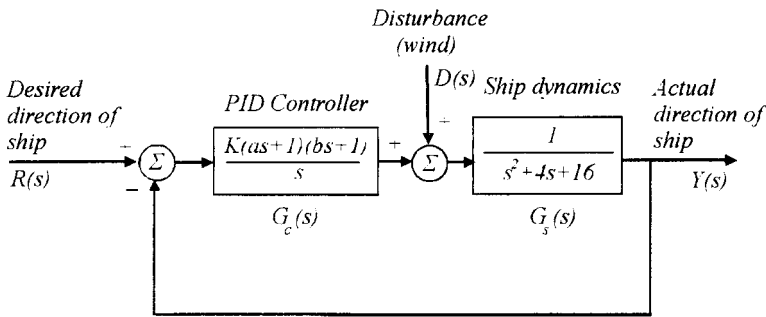 Disturbance
(wind)
D(s)
Desired
direction of
ship
R(s)
+
−
Σ
PID Controller
K(as+1)(bs+1)
s
G_c(s)
+
+
Σ
Ship dynamics
1
s²+4s+16
G_s(s)
Actual
direction of
ship
Y(s)